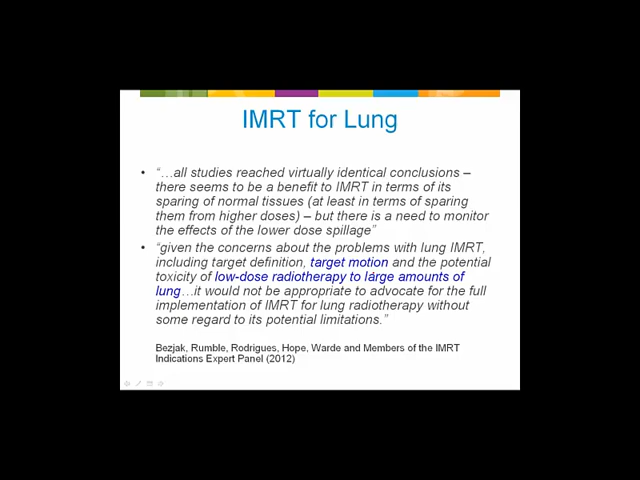 IMRT for Lung
• “…all studies reached virtually identical conclusions –
there seems to be a benefit to IMRT in terms of its
sparing of normal tissues (at least in terms of sparing
them from higher doses) – but there is a need to monitor
the effects of the lower dose spillage”
• “given the concerns about the problems with lung IMRT,
including target definition, target motion and the potential
toxicity of low-dose radiotherapy to large amounts of
lung…it would not be appropriate to advocate for the full
implementation of IMRT for lung radiotherapy without
some regard to its potential limitations.”
Bezjak, Rumble, Rodrigues, Hope, Warde and Members of the IMRT
Indications Expert Panel (2012)